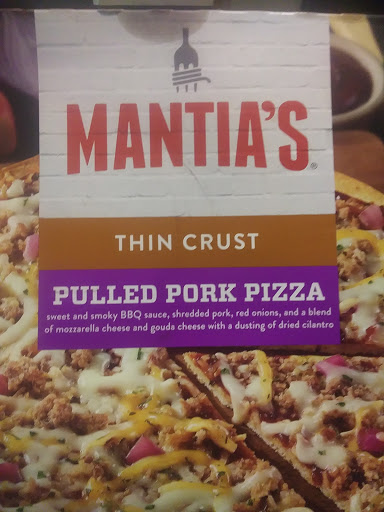 MANTIA'S®
THIN CRUST
PULLED PORK PIZZA
sweet and smoky BBQ sauce, shredded pork, red onions, and a blend
of mozzarella cheese and gouda cheese with a dusting of dried cilantro